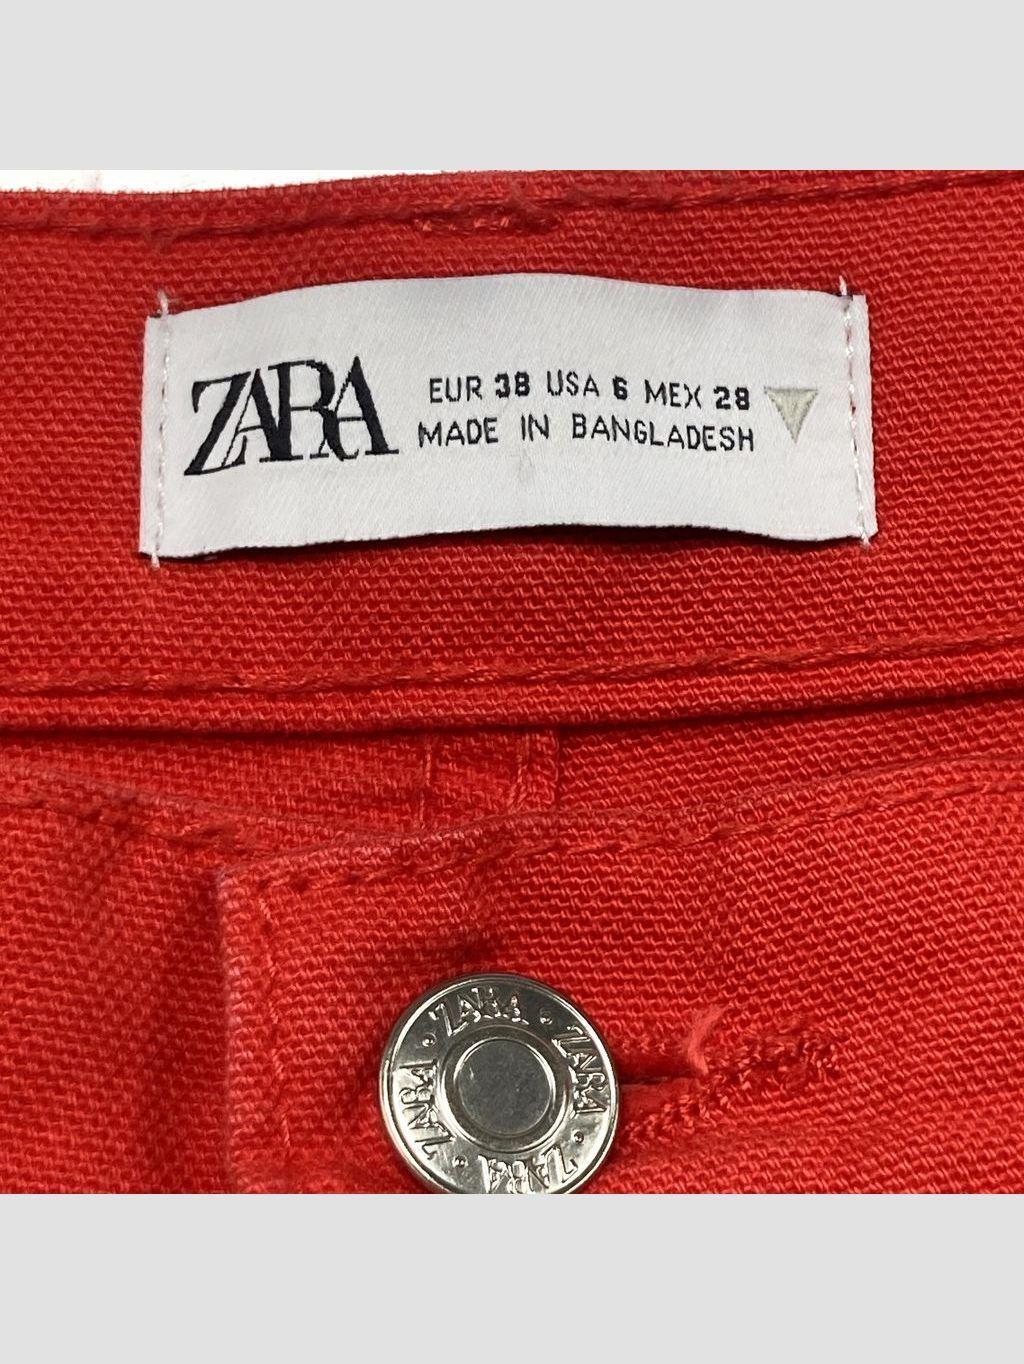 ZARA
EUR 38 USA 6 MEX 28
MADE IN BANGLADESH
ZARA · ZARA · ZARA · ZARA ·